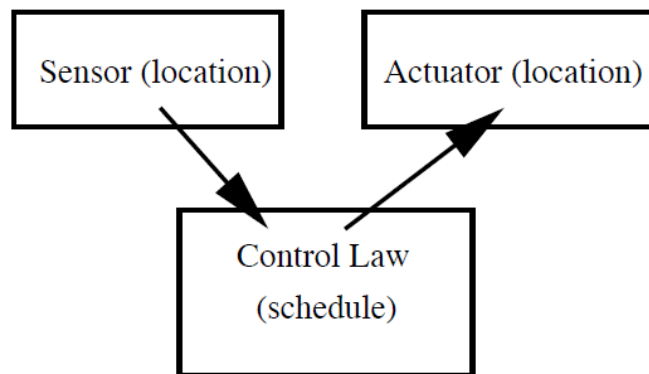 Sensor (location)
Actuator (location)
Control Law
(schedule)